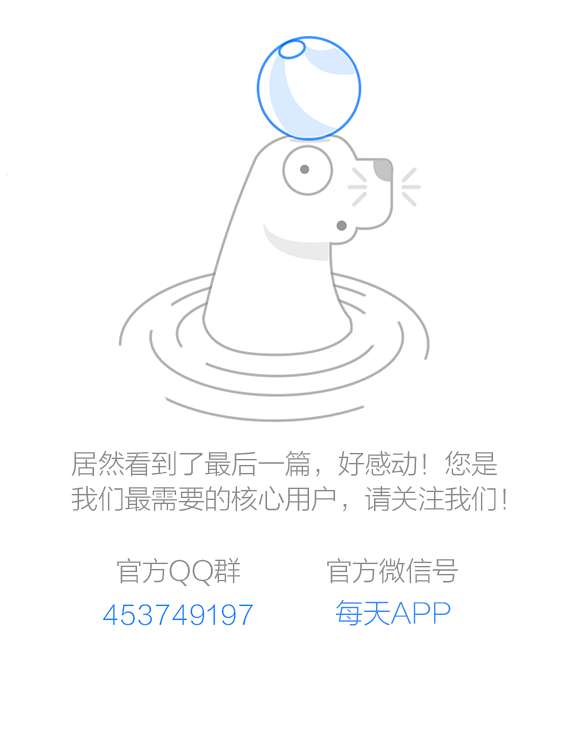 居然看到了最后一篇，好感动！您是
我们最需要的核心用户，请关注我们！
官方QQ群
453749197
官方微信号
每天APP